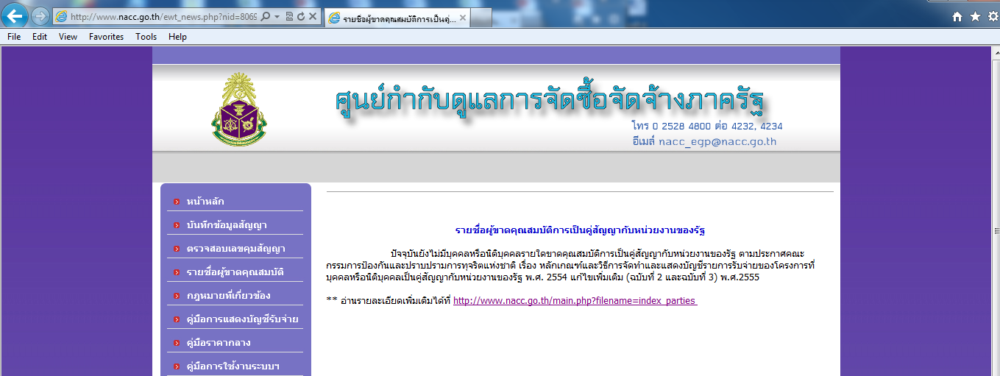 http://www.nacc.go.th/ewt_news.php?nid=8069
รายชื่อผู้ขาดคุณสมบัติการเป็นคู่...
File Edit View Favorites Tools Help
ศูนย์กำกับดูแลการจัดซื้อจัดจ้างภาครัฐ
โทร 0 2528 4800 ต่อ 4232, 4234
อีเมล์ nacc_egp@nacc.go.th
หน้าหลัก
บันทึกข้อมูลสัญญา
ตรวจสอบเลขคุมสัญญา
รายชื่อผู้ขาดคุณสมบัติ
กฎหมายที่เกี่ยวข้อง
คู่มือการแสดงบัญชีรับจ่าย
คู่มือราคากลาง
คู่มือการใช้งานระบบฯ
รายชื่อผู้ขาดคุณสมบัติการเป็นคู่สัญญากับหน่วยงานของรัฐ
ปัจจุบันยังไม่มีบุคคลหรือนิติบุคคลรายใดขาดคุณสมบัติการเป็นคู่สัญญากับหน่วยงานของรัฐ ตามประกาศคณะ
กรรมการป้องกันและปราบปรามการทุจริตแห่งชาติ เรื่อง หลักเกณฑ์และวิธีการจัดทำและแสดงบัญชีรายการรับจ่ายของโครงการที่
บุคคลหรือนิติบุคคลเป็นคู่สัญญากับหน่วยงานของรัฐ พ.ศ. 2554 แก้ไขเพิ่มเติม (ฉบับที่ 2 และฉบับที่ 3) พ.ศ.2555
** อ่านรายละเอียดเพิ่มเติมได้ที่ http://www.nacc.go.th/main.php?filename=index_parties